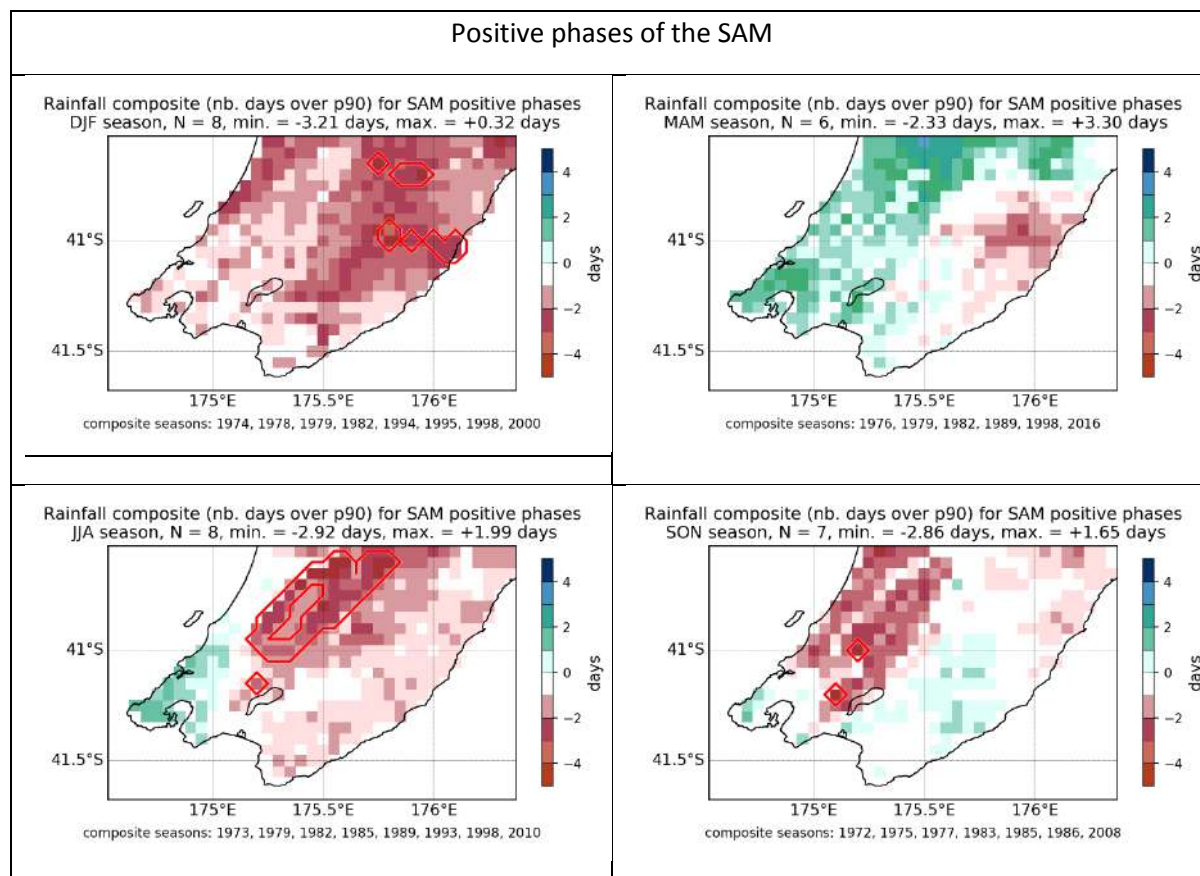 Positive phases of the SAM
Rainfall composite (nb. days over p90) for SAM positive phases
DJF season, N = 8, min. = -3.21 days, max. = +0.32 days
41°S
41.5°S
175°E
175.5°E
176°E
4
2
0
−2
−4
days
composite seasons: 1974, 1978, 1979, 1982, 1994, 1995, 1998, 2000
Rainfall composite (nb. days over p90) for SAM positive phases
MAM season, N = 6, min. = -2.33 days, max. = +3.30 days
41°S
41.5°S
175°E
175.5°E
176°E
4
2
0
−2
−4
days
composite seasons: 1976, 1979, 1982, 1989, 1998, 2016
Rainfall composite (nb. days over p90) for SAM positive phases
JJA season, N = 8, min. = -2.92 days, max. = +1.99 days
41°S
41.5°S
175°E
175.5°E
176°E
4
2
0
−2
−4
days
composite seasons: 1973, 1979, 1982, 1985, 1989, 1993, 1998, 2010
Rainfall composite (nb. days over p90) for SAM positive phases
SON season, N = 7, min. = -2.86 days, max. = +1.65 days
41°S
41.5°S
175°E
175.5°E
176°E
4
2
0
−2
−4
days
composite seasons: 1972, 1975, 1977, 1983, 1985, 1986, 2008